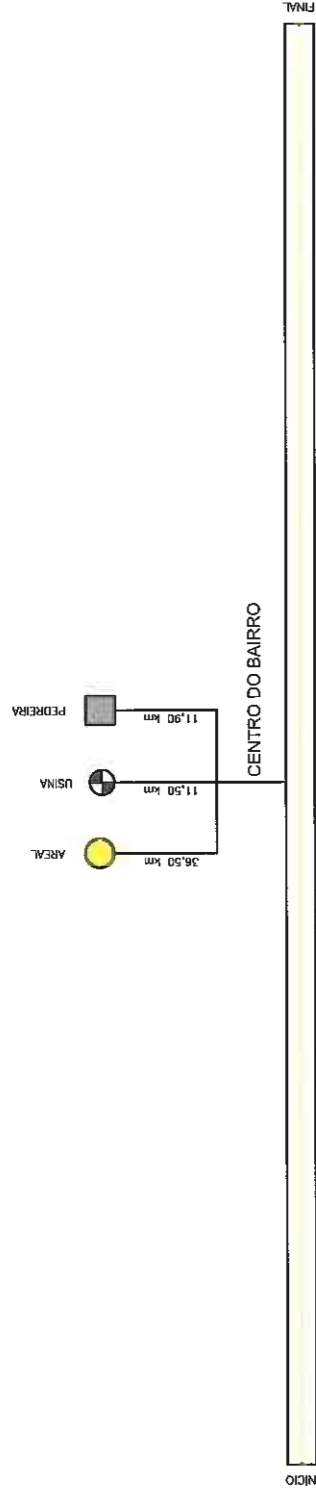 FINAL
PEDREIRA
11,90 km
USINA
11,50 km
AREAL
36,50 km
CENTRO DO BAIRRO
INÍCIO